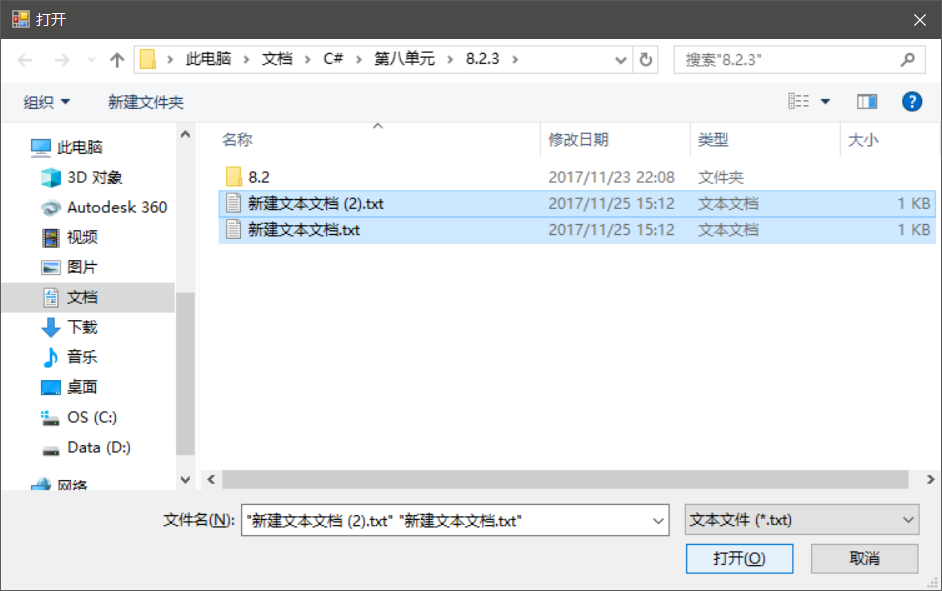 打开
此电脑 › 文档 › C# › 第八单元 › 8.2.3 ›
搜索"8.2.3"
组织 新建文件夹
名称 修改日期 类型 大小
此电脑
3D 对象
Autodesk 360
视频
图片
文档
下载
音乐
桌面
OS (C:)
Data (D:)
网络
8.2 2017/11/23 22:08 文件夹
新建文本文档 (2).txt 2017/11/25 15:12 文本文档 1 KB
新建文本文档.txt 2017/11/25 15:12 文本文档 1 KB
文件名(N): "新建文本文档 (2).txt" "新建文本文档.txt" 文本文件 (*.txt)
打开(O) 取消